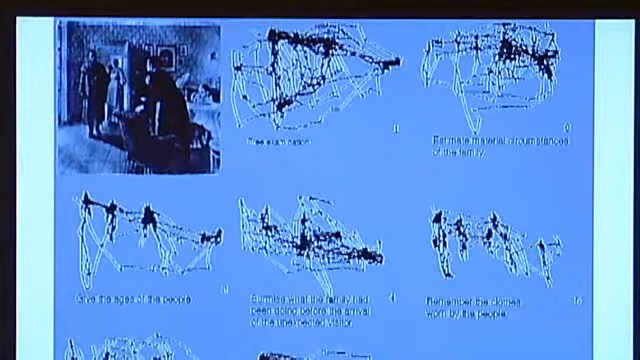 Free examination
Estimate material circumstances
of the family
Give the ages of the people
Surmise what the family had
been doing before the arrival
of the unexpected visitor
Remember the clothes
worn by the people